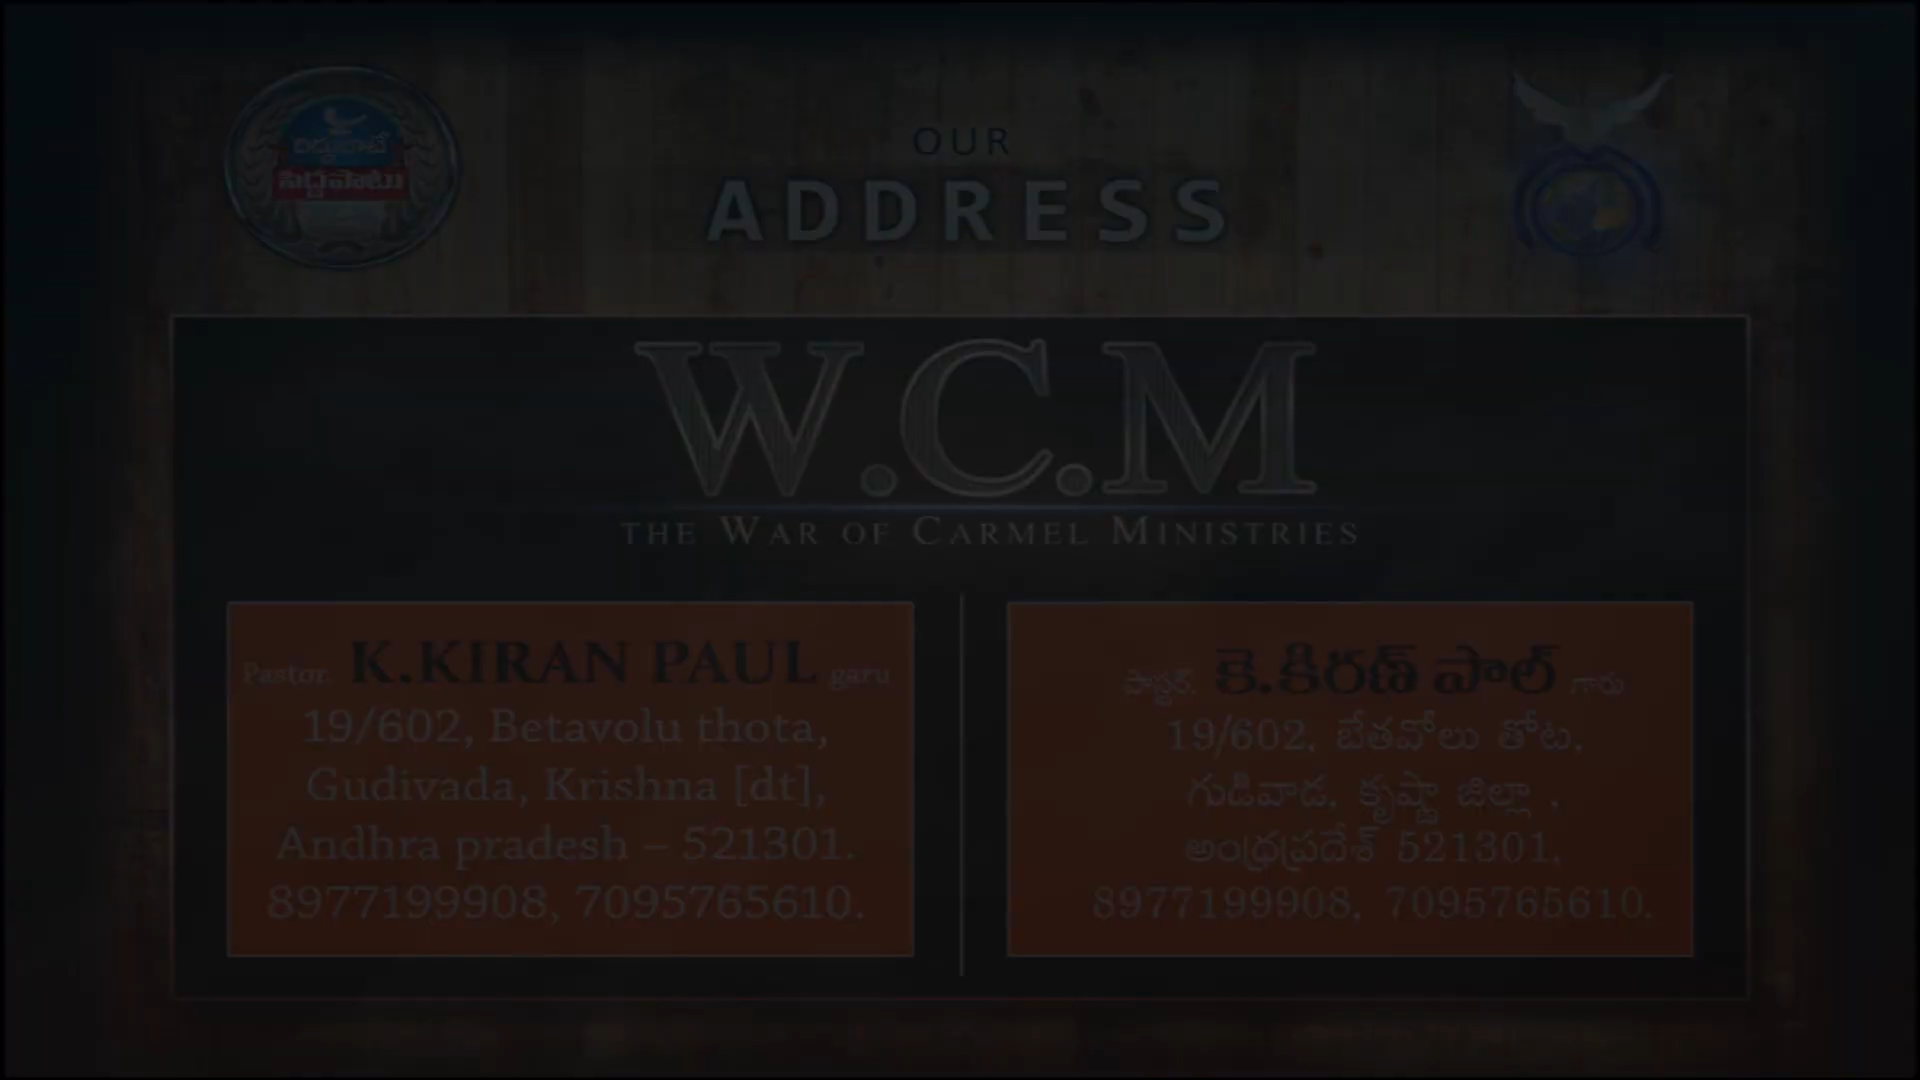 సిద్ధపాటు
OUR
ADDRESS
W.C.M
THE WAR OF CARMEL MINISTRIES
Pastor. K.KIRAN PAUL garu
19/602, Betavolu thota,
Gudivada, Krishna [dt],
Andhra pradesh – 521301.
8977199908, 7095765610.
పాస్టర్. కె.కిరణ్ పాల్ గారు
19/602, బేతవోలు తోట,
గుడివాడ, కృష్ణా జిల్లా .
అంధ్రప్రదేశ్ 521301,
8977199908, 7095765610.